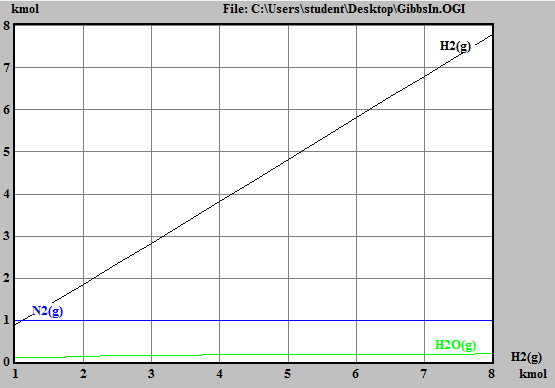 kmol File: C:\Users\student\Desktop\GibbsIn.OGI
8
H2(g)
7
6
5
4
3
2
N2(g)
1
H2O(g)
0
H2(g)
1 2 3 4 5 6 7 8 kmol